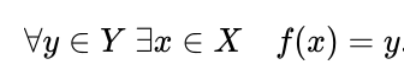 ∀y ∈ Y ∃x ∈ X f(x) = y.